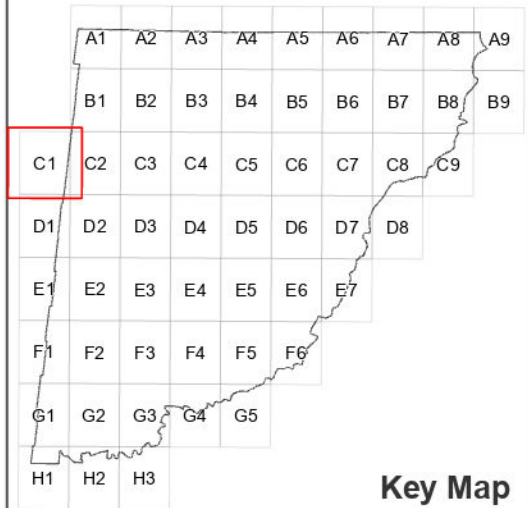 A1 A2 A3 A4 A5 A6 A7 A8 A9
B1 B2 B3 B4 B5 B6 B7 B8 B9
C1 C2 C3 C4 C5 C6 C7 C8 C9
D1 D2 D3 D4 D5 D6 D7 D8
E1 E2 E3 E4 E5 E6 E7
F1 F2 F3 F4 F5 F6
G1 G2 G3 G4 G5
H1 H2 H3
Key Map